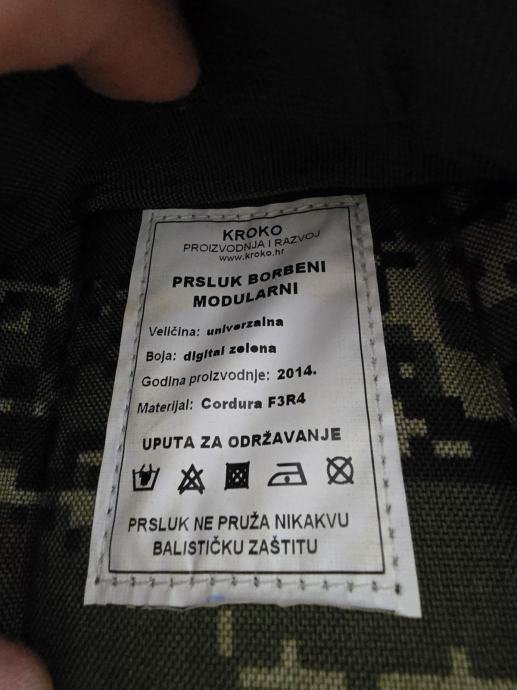 KROKO
PROIZVODNJA I RAZVOJ
www.kroko.hr
PRSLUK BORBENI
MODULARNI
Veličina: univerzalna
Boja: digital zelena
Godina proizvodnje: 2014.
Materijal: Cordura F3R4
UPUTA ZA ODRŽAVANJE
PRSLUK NE PRUŽA NIKAKVU
BALISTIČKU ZAŠTITU